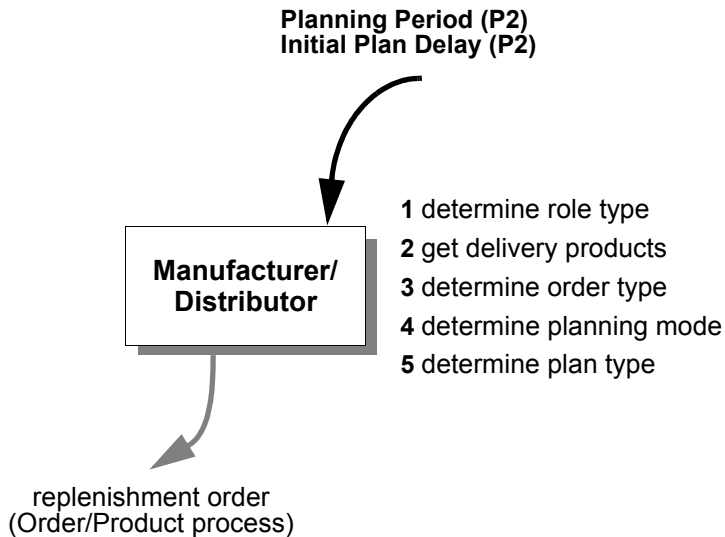 Planning Period (P2)
Initial Plan Delay (P2)
Manufacturer/
Distributor
1 determine role type
2 get delivery products
3 determine order type
4 determine planning mode
5 determine plan type
replenishment order
(Order/Product process)